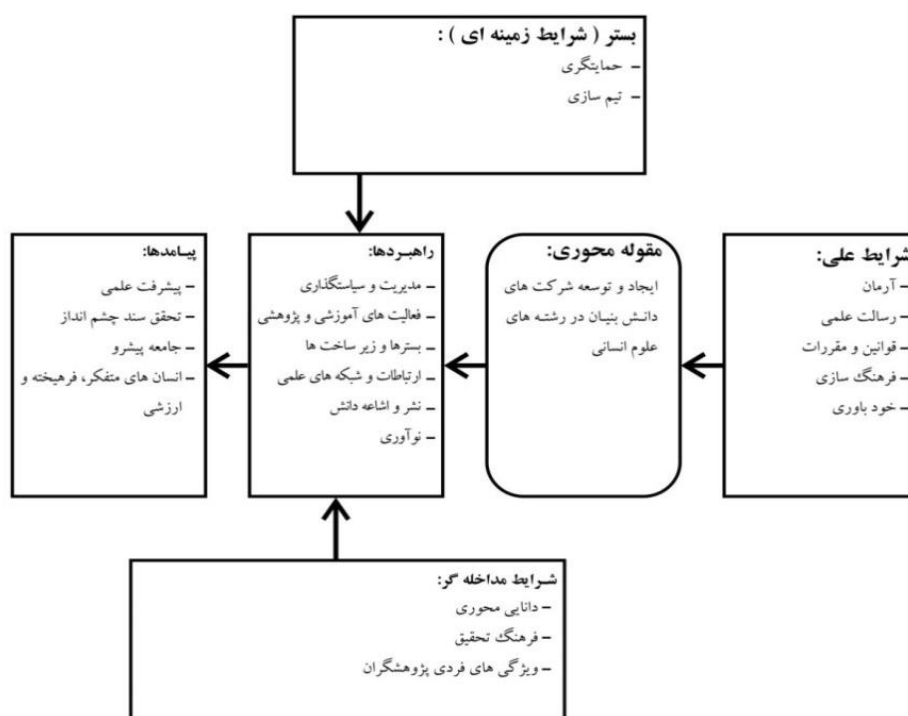 بستر ( شرایط زمینه ای ) :
– حمایتگری
– تیم سازی
شرایط علی:
– آرمان
– رسالت علمی
– قوانین و مقررات
– فرهنگ سازی
– خود باوری
مقوله محوری:
ایجاد و توسعه شرکت های
دانش بنیان در رشته های
علوم انسانی
راهبردها:
– مدیریت و سیاستگذاری
– فعالیت های آموزشی و پژوهشی
– بسترها و زیر ساخت ها
– ارتباطات و شبکه های علمی
– نشر و اشاعه دانش
– نوآوری
پیامدها:
– پیشرفت علمی
– تحقق سند چشم انداز
– جامعه پیشرو
– انسان های متفکر، فرهیخته و
ارزشی
شرایط مداخله گر:
– دانایی محوری
– فرهنگ تحقیق
– ویژگی های فردی پژوهشگران